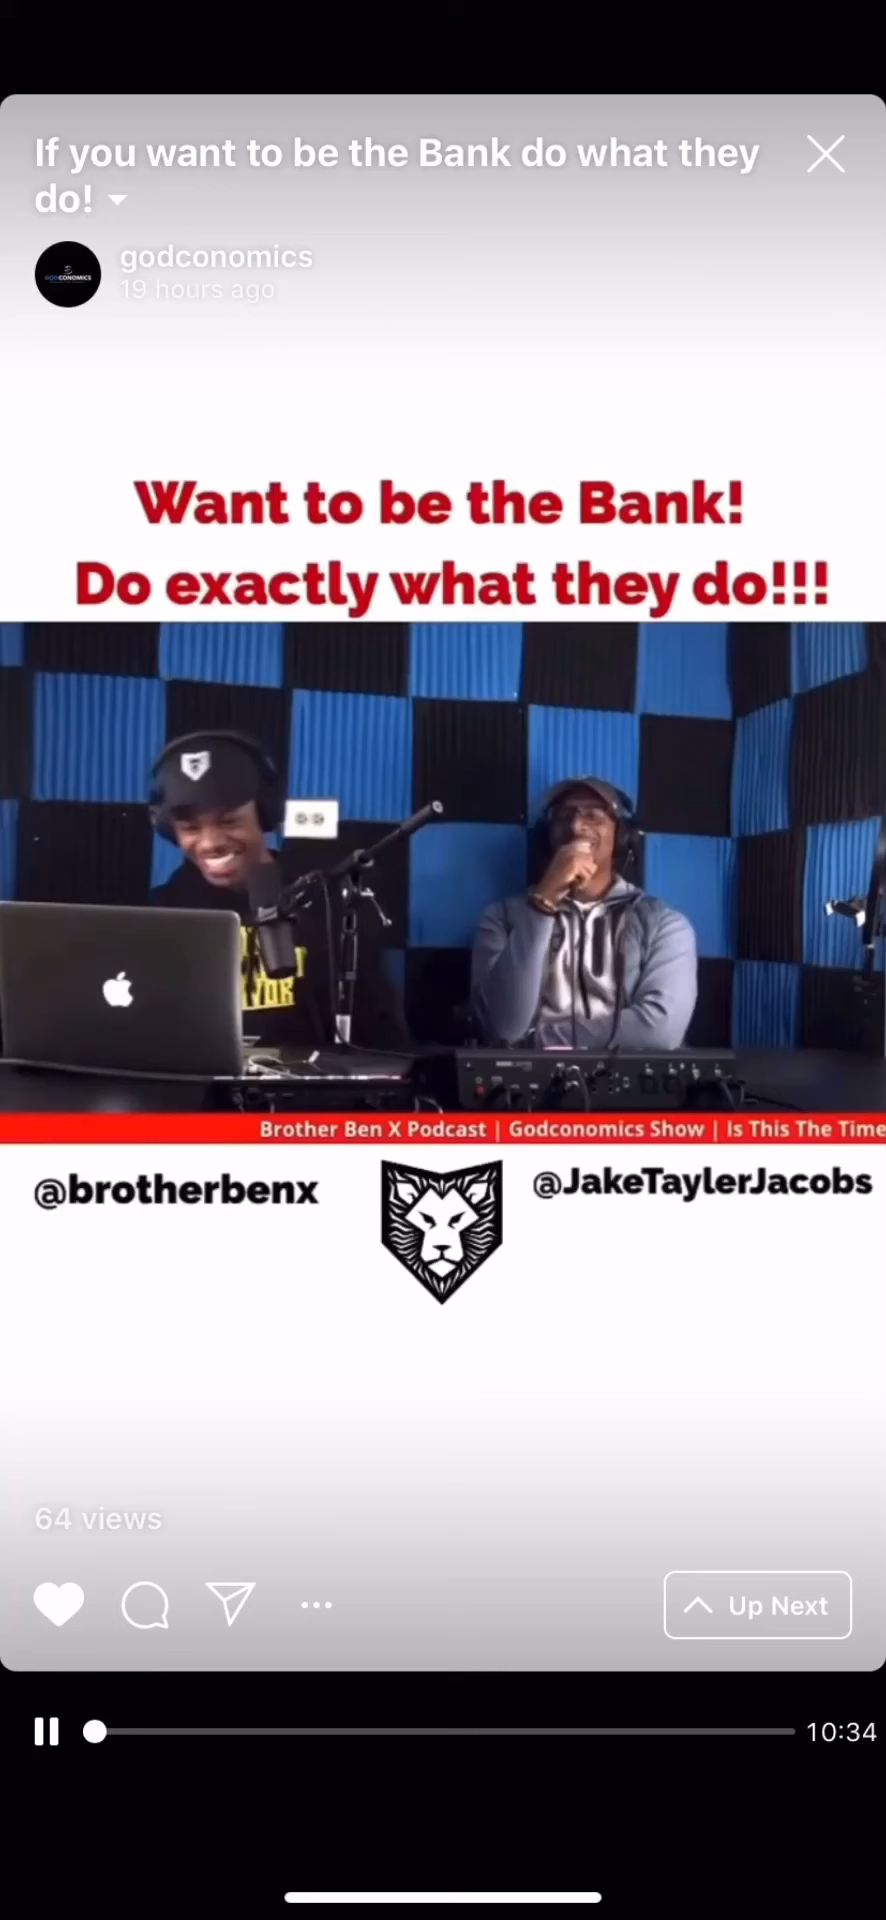 If you want to be the Bank do what they
do!
godconomics
19 hours ago
GODCONOMICS
Want to be the Bank!
Do exactly what they do!!!
Brother Ben X Podcast | Godconomics Show | Is This The Time
@brotherbenx
@JakeTaylerJacobs
64 views
Up Next
10:34